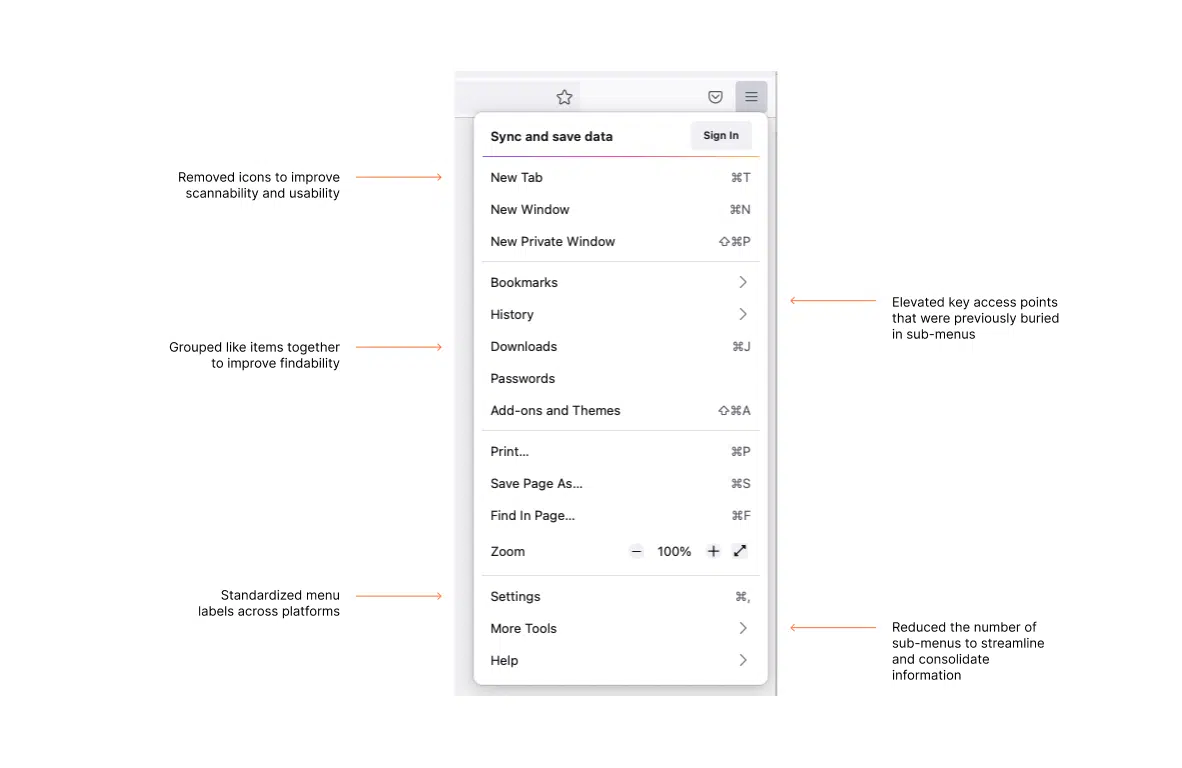 Sync and save data Sign In
Removed icons to improve
scannability and usability
New Tab ⌘T
New Window ⌘N
New Private Window ⇧⌘P
Bookmarks
History
Elevated key access points
that were previously buried
in sub-menus
Grouped like items together
to improve findability
Downloads ⌘J
Passwords
Add-ons and Themes ⇧⌘A
Print... ⌘P
Save Page As... ⌘S
Find In Page... ⌘F
Zoom − 100% +
Standardized menu
labels across platforms
Settings ⌘,
More Tools
Help
Reduced the number of
sub-menus to streamline
and consolidate
information